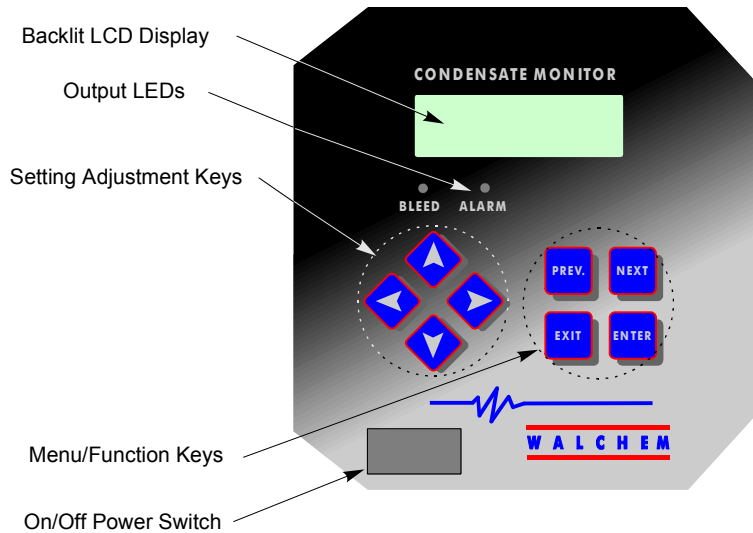 Backlit LCD Display
CONDENSATE MONITOR
Output LEDs
Setting Adjustment Keys
BLEED ALARM
PREV. NEXT
EXIT ENTER
WALCHEM
Menu/Function Keys
On/Off Power Switch